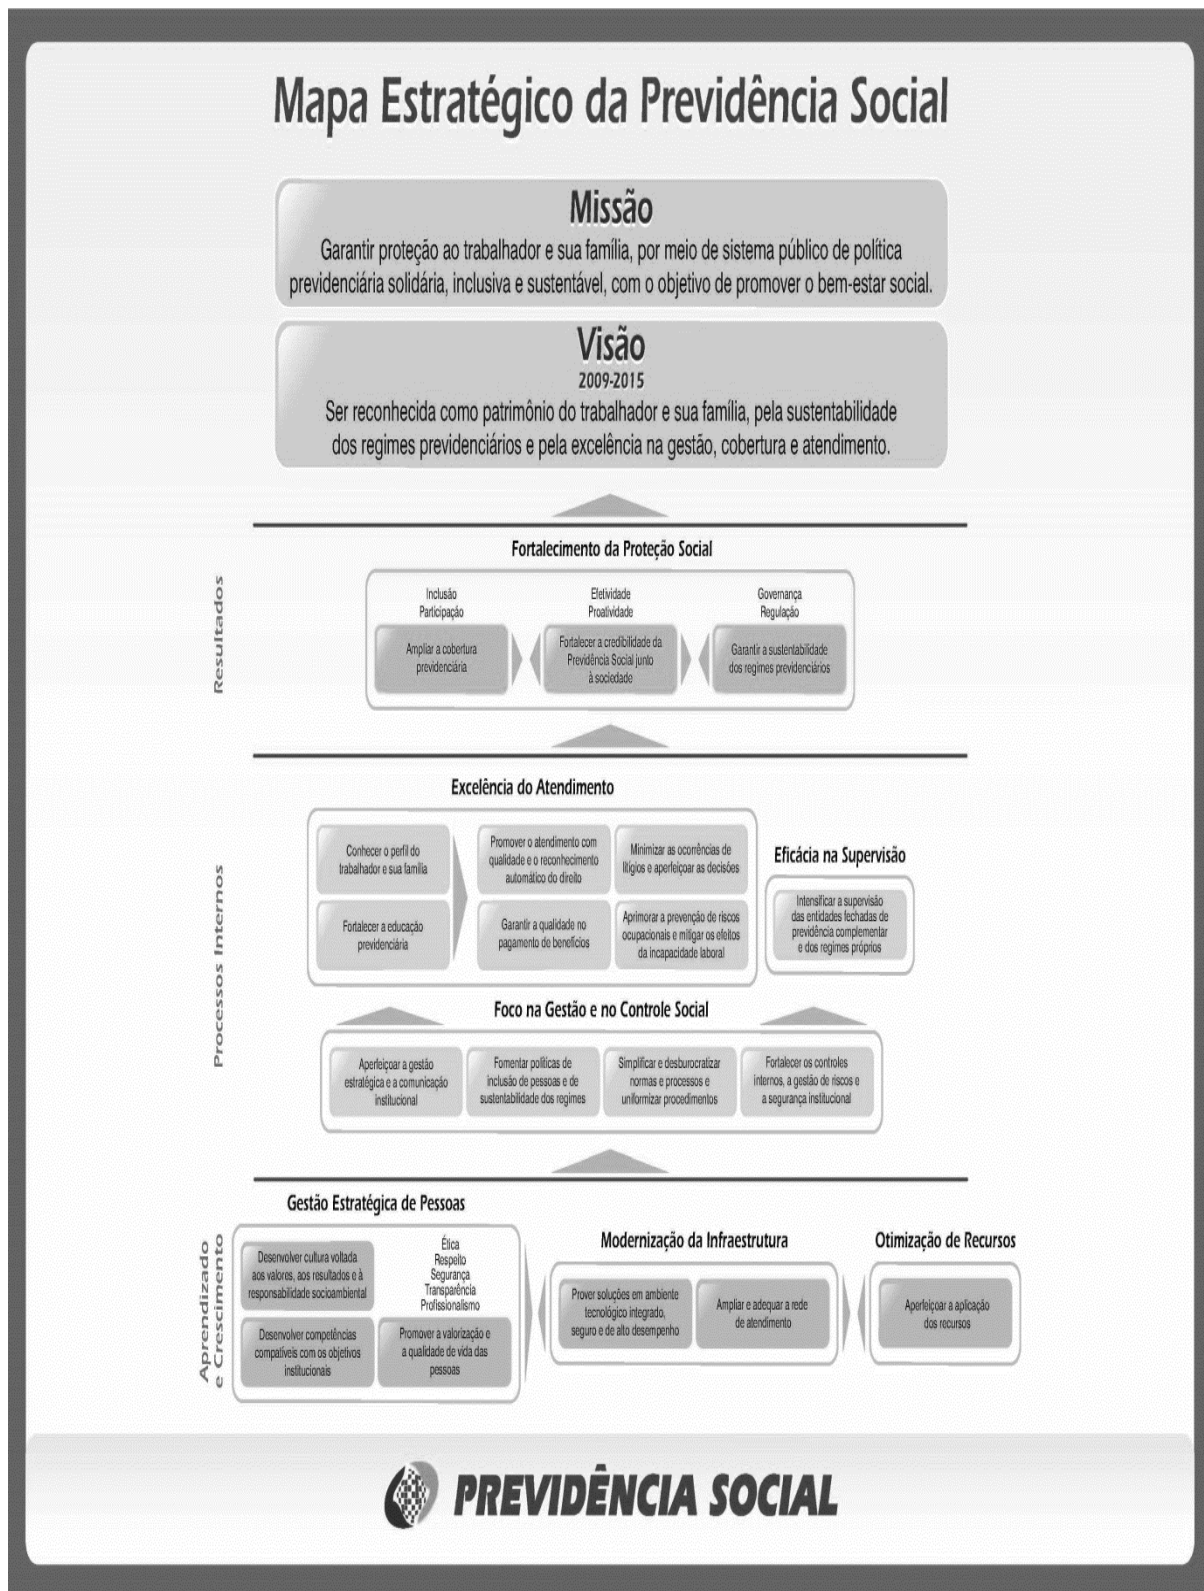 Mapa Estratégico da Previdência Social
Missão
Garantir proteção ao trabalhador e sua família, por meio de sistema público de política
previdenciária solidária, inclusiva e sustentável, com o objetivo de promover o bem-estar social.
Visão
2009-2015
Ser reconhecida como patrimônio do trabalhador e sua família, pela sustentabilidade
dos regimes previdenciários e pela excelência na gestão, cobertura e atendimento.
Resultados
Fortalecimento da Proteção Social
Inclusão
Participação
Ampliar a cobertura
previdenciária
Efetividade
Proatividade
Fortalecer a credibilidade da
Previdência Social junto
à sociedade
Governança
Regulação
Garantir a sustentabilidade
dos regimes previdenciários
Processos Internos
Excelência do Atendimento
Conhecer o perfil do
trabalhador e sua família
Fortalecer a educação
previdenciária
Promover o atendimento com
qualidade e o reconhecimento
automático do direito
Minimizar as ocorrências de
litígios e aperfeiçoar as decisões
Garantir a qualidade no
pagamento de benefícios
Aprimorar a prevenção de riscos
ocupacionais e mitigar os efeitos
da incapacidade laboral
Eficácia na Supervisão
Intensificar a supervisão
das entidades fechadas de
previdência complementar
e dos regimes próprios
Foco na Gestão e no Controle Social
Aperfeiçoar a gestão
estratégica e a comunicação
institucional
Fomentar políticas de
inclusão de pessoas e de
sustentabilidade dos regimes
Simplificar e desburocratizar
normas e processos e
uniformizar procedimentos
Fortalecer os controles
internos, a gestão de riscos e
a segurança institucional
Aprendizado
e Crescimento
Gestão Estratégica de Pessoas
Desenvolver cultura voltada
aos valores, aos resultados e à
responsabilidade socioambiental
Ética
Respeito
Segurança
Transparência
Profissionalismo
Desenvolver competências
compatíveis com os objetivos
institucionais
Promover a valorização e
a qualidade de vida das
pessoas
Modernização da Infraestrutura
Prover soluções em ambiente
tecnológico integrado,
seguro e de alto desempenho
Ampliar e adequar a rede
de atendimento
Otimização de Recursos
Aperfeiçoar a aplicação
dos recursos
PREVIDÊNCIA SOCIAL